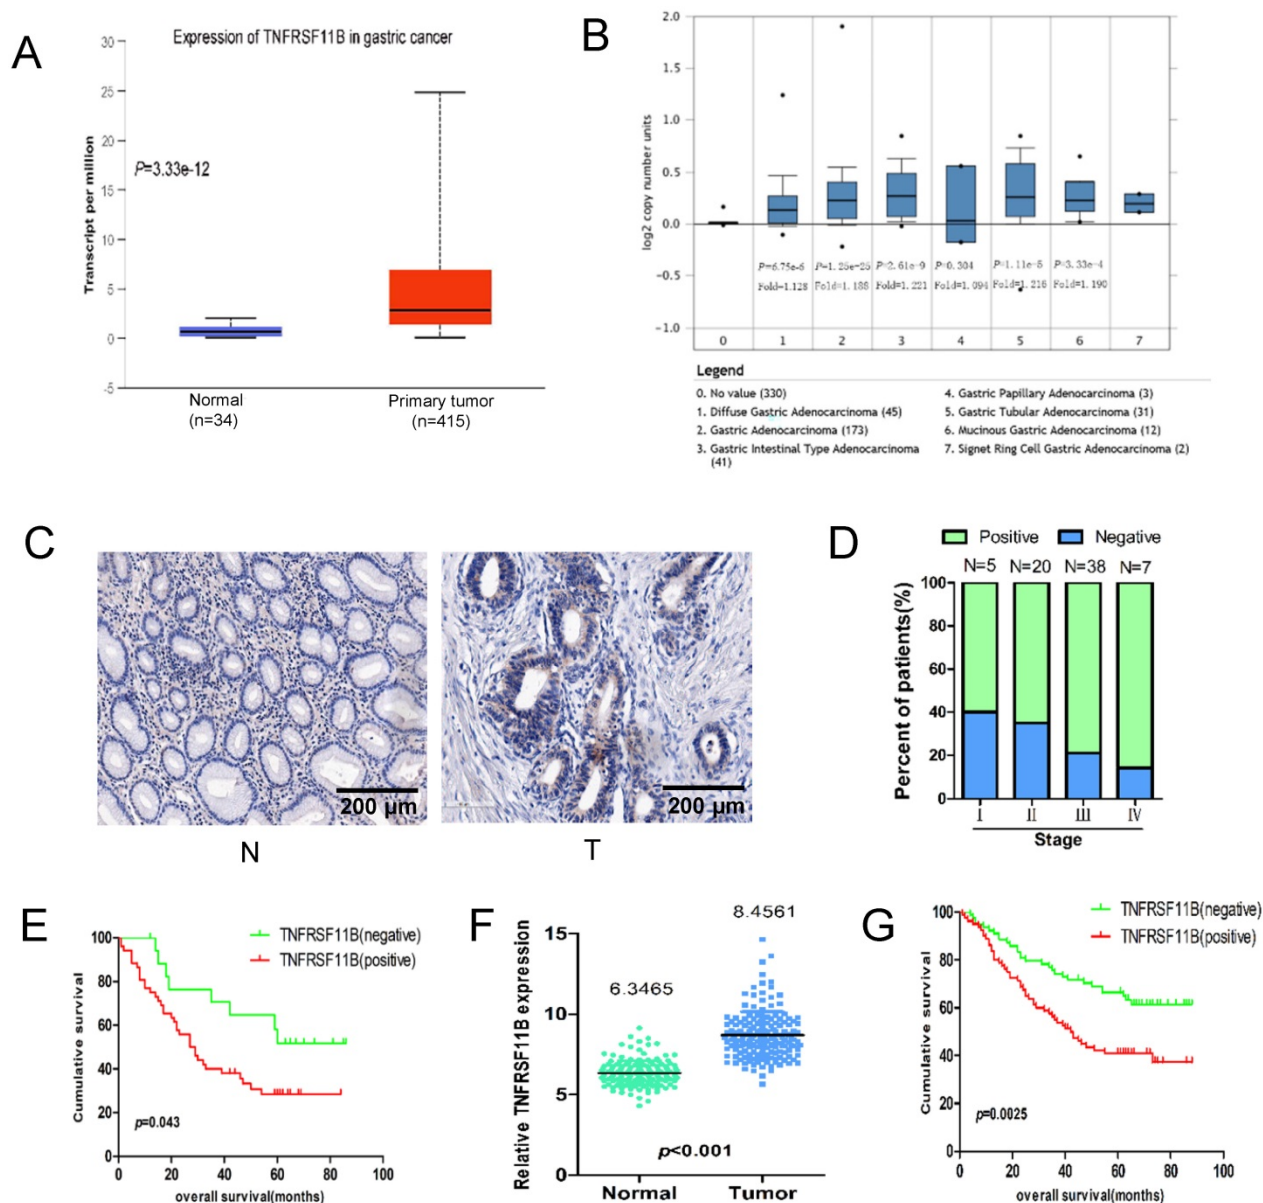 A
Expression of TNFRSF11B in gastric cancer
30
25
20
15
10
5
0
-5
Transcript per million
P=3.33e-12
Normal
(n=34)
Primary tumor
(n=415)
B
2.0
1.5
1.0
0.5
0.0
-0.5
-1.0
log2 copy number units
P=6.75e-6 P=1.25e-25 P=2.61e-9 P=0.304 P=1.11e-5 P=3.33e-4
Fold=1.128 Fold=1.188 Fold=1.221 Fold=1.094 Fold=1.216 Fold=1.190
0 1 2 3 4 5 6 7
Legend
0. No value (330)
1. Diffuse Gastric Adenocarcinoma (45)
2. Gastric Adenocarcinoma (173)
3. Gastric Intestinal Type Adenocarcinoma
(41)
4. Gastric Papillary Adenocarcinoma (3)
5. Gastric Tubular Adenocarcinoma (31)
6. Mucinous Gastric Adenocarcinoma (12)
7. Signet Ring Cell Gastric Adenocarcinoma (2)
C
200 μm
200 μm
N
T
D
Positive Negative
N=5 N=20 N=38 N=7
100
80
60
40
20
0
Percent of patients(%)
I II III IV
Stage
E
TNFRSF11B(negative)
TNFRSF11B(positive)
100
80
60
40
20
0
Cumulative survival
p=0.043
0 20 40 60 80 100
overall survival(months)
F
8.4561
6.3465
15
10
5
0
Relative TNFRSF11B expression
p<0.001
Normal Tumor
G
TNFRSF11B(negative)
TNFRSF11B(positive)
100
80
60
40
20
0
Cumulative survival
p=0.0025
0 20 40 60 80 100
overall survival(months)